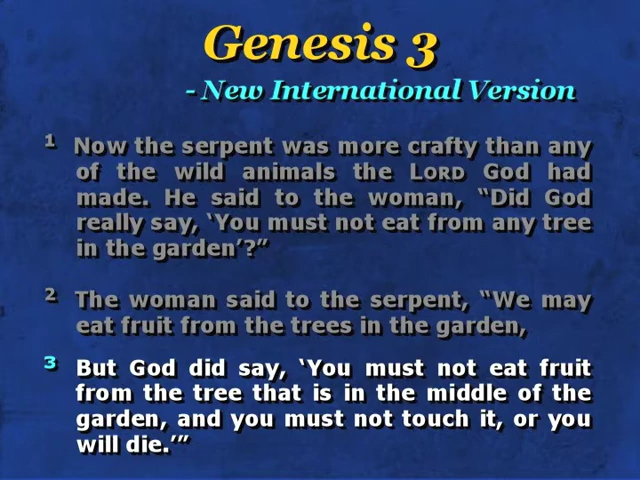 Genesis 3
- New International Version
1 Now the serpent was more crafty than any
of the wild animals the LORD God had
made. He said to the woman, “Did God
really say, ‘You must not eat from any tree
in the garden’?”
2 The woman said to the serpent, “We may
eat fruit from the trees in the garden,
3 But God did say, ‘You must not eat fruit
from the tree that is in the middle of the
garden, and you must not touch it, or you
will die.’”